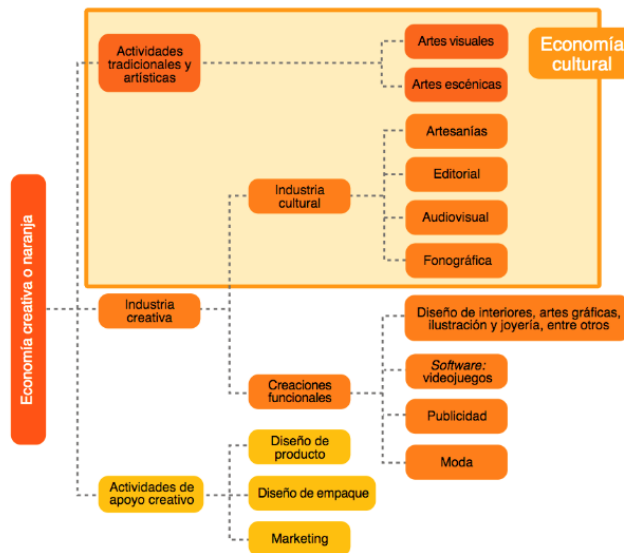 Economía creativa o naranja
Actividades
tradicionales y
artísticas
Artes visuales
Artes escénicas
Economía
cultural
Industria
creativa
Industria
cultural
Artesanías
Editorial
Audiovisual
Fonográfica
Creaciones
funcionales
Diseño de interiores, artes gráficas,
ilustración y joyería, entre otros
Software:
videojuegos
Publicidad
Moda
Actividades de
apoyo creativo
Diseño de
producto
Diseño de empaque
Marketing